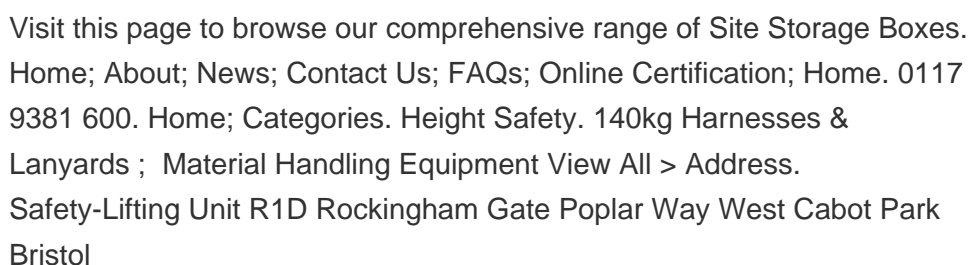 Visit this page to browse our comprehensive range of Site Storage Boxes.
Home; About; News; Contact Us; FAQs; Online Certification; Home. 0117
9381 600. Home; Categories. Height Safety. 140kg Harnesses &
Lanyards ;  Material Handling Equipment View All > Address.
Safety-Lifting Unit R1D Rockingham Gate Poplar Way West Cabot Park
Bristol